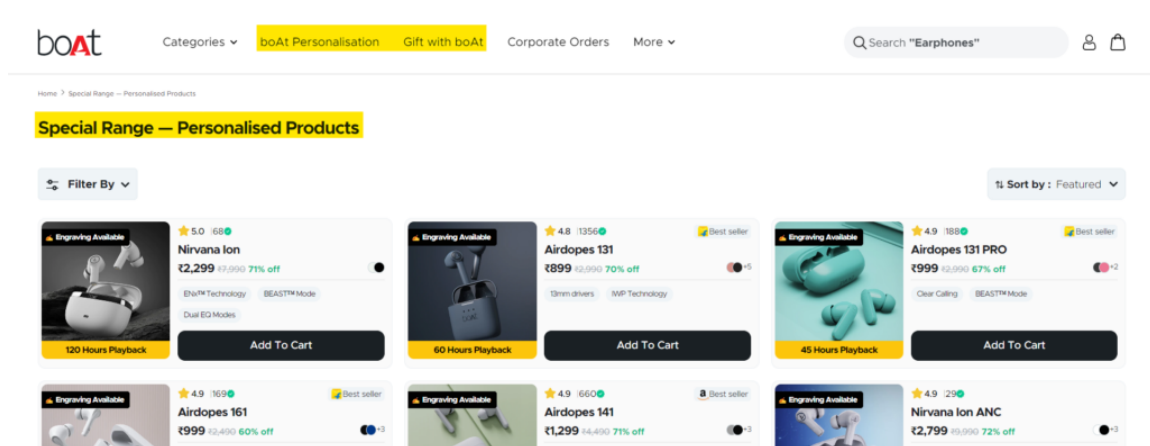 boAt
Categories boAt Personalisation Gift with boAt Corporate Orders More
Search "Earphones"
Home > Special Range — Personalised Products
Special Range — Personalised Products
Filter By
Sort by : Featured
Engraving Available
120 Hours Playback
5.0 | 68
Nirvana Ion
₹2,299 ₹7,990 71% off
ENx™ Technology BEAST™ Mode
Dual EQ Modes
Add To Cart
Engraving Available
boAt
60 Hours Playback
4.8 | 1356 Best seller
Airdopes 131
₹899 ₹2,990 70% off +5
13mm drivers IWP Technology
Add To Cart
Engraving Available
45 Hours Playback
4.9 | 188 Best seller
Airdopes 131 PRO
₹999 ₹2,990 67% off +2
Clear Calling BEAST™ Mode
Add To Cart
Engraving Available
4.9 | 169 Best seller
Airdopes 161
₹999 ₹2,499 60% off +3
Engraving Available
4.9 | 660 Best seller
Airdopes 141
₹1,299 ₹4,490 71% off +3
Engraving Available
4.9 | 29
Nirvana Ion ANC
₹2,799 ₹9,990 72% off +3